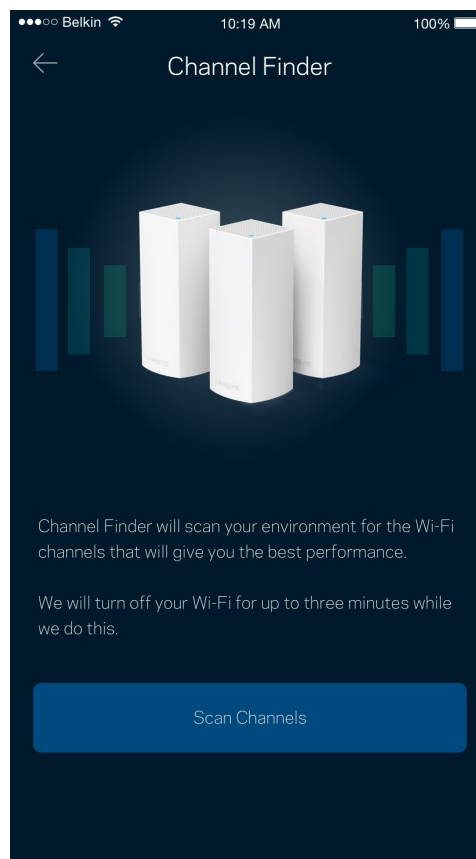 Belkin 10:19 AM 100%
Channel Finder
Channel Finder will scan your environment for the Wi-Fi
channels that will give you the best performance.
We will turn off your Wi-Fi for up to three minutes while
we do this.
Scan Channels